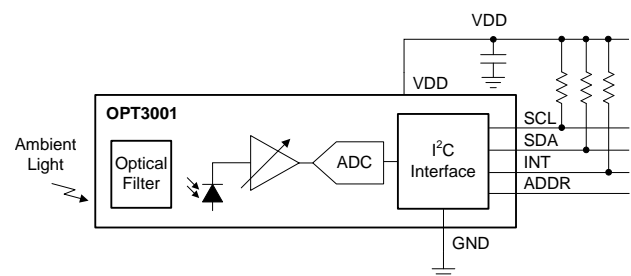 VDD
VDD
OPT3001
SCL
SDA
INT
ADDR
Ambient
Light
Optical
Filter
ADC
I²C
Interface
GND